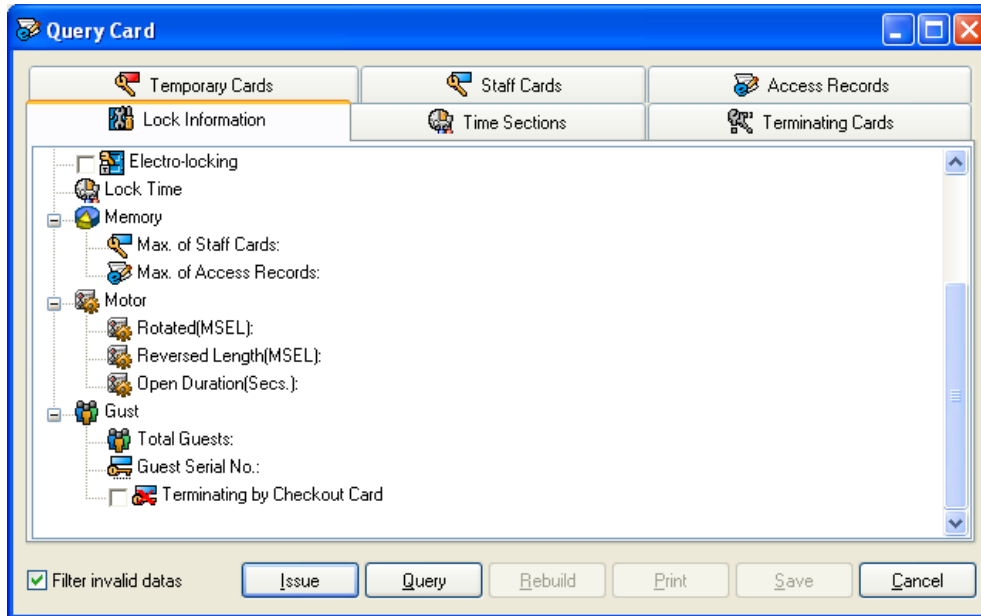 Query Card
Temporary Cards
Staff Cards
Access Records
Lock Information
Time Sections
Terminating Cards
Electro-locking
Lock Time
Memory
Max. of Staff Cards:
Max. of Access Records:
Motor
Rotated(MSEL):
Reversed Length(MSEL):
Open Duration(Secs.):
Gust
Total Guests:
Guest Serial No.:
Terminating by Checkout Card
Filter invalid datas
Issue
Query
Rebuild
Print
Save
Cancel